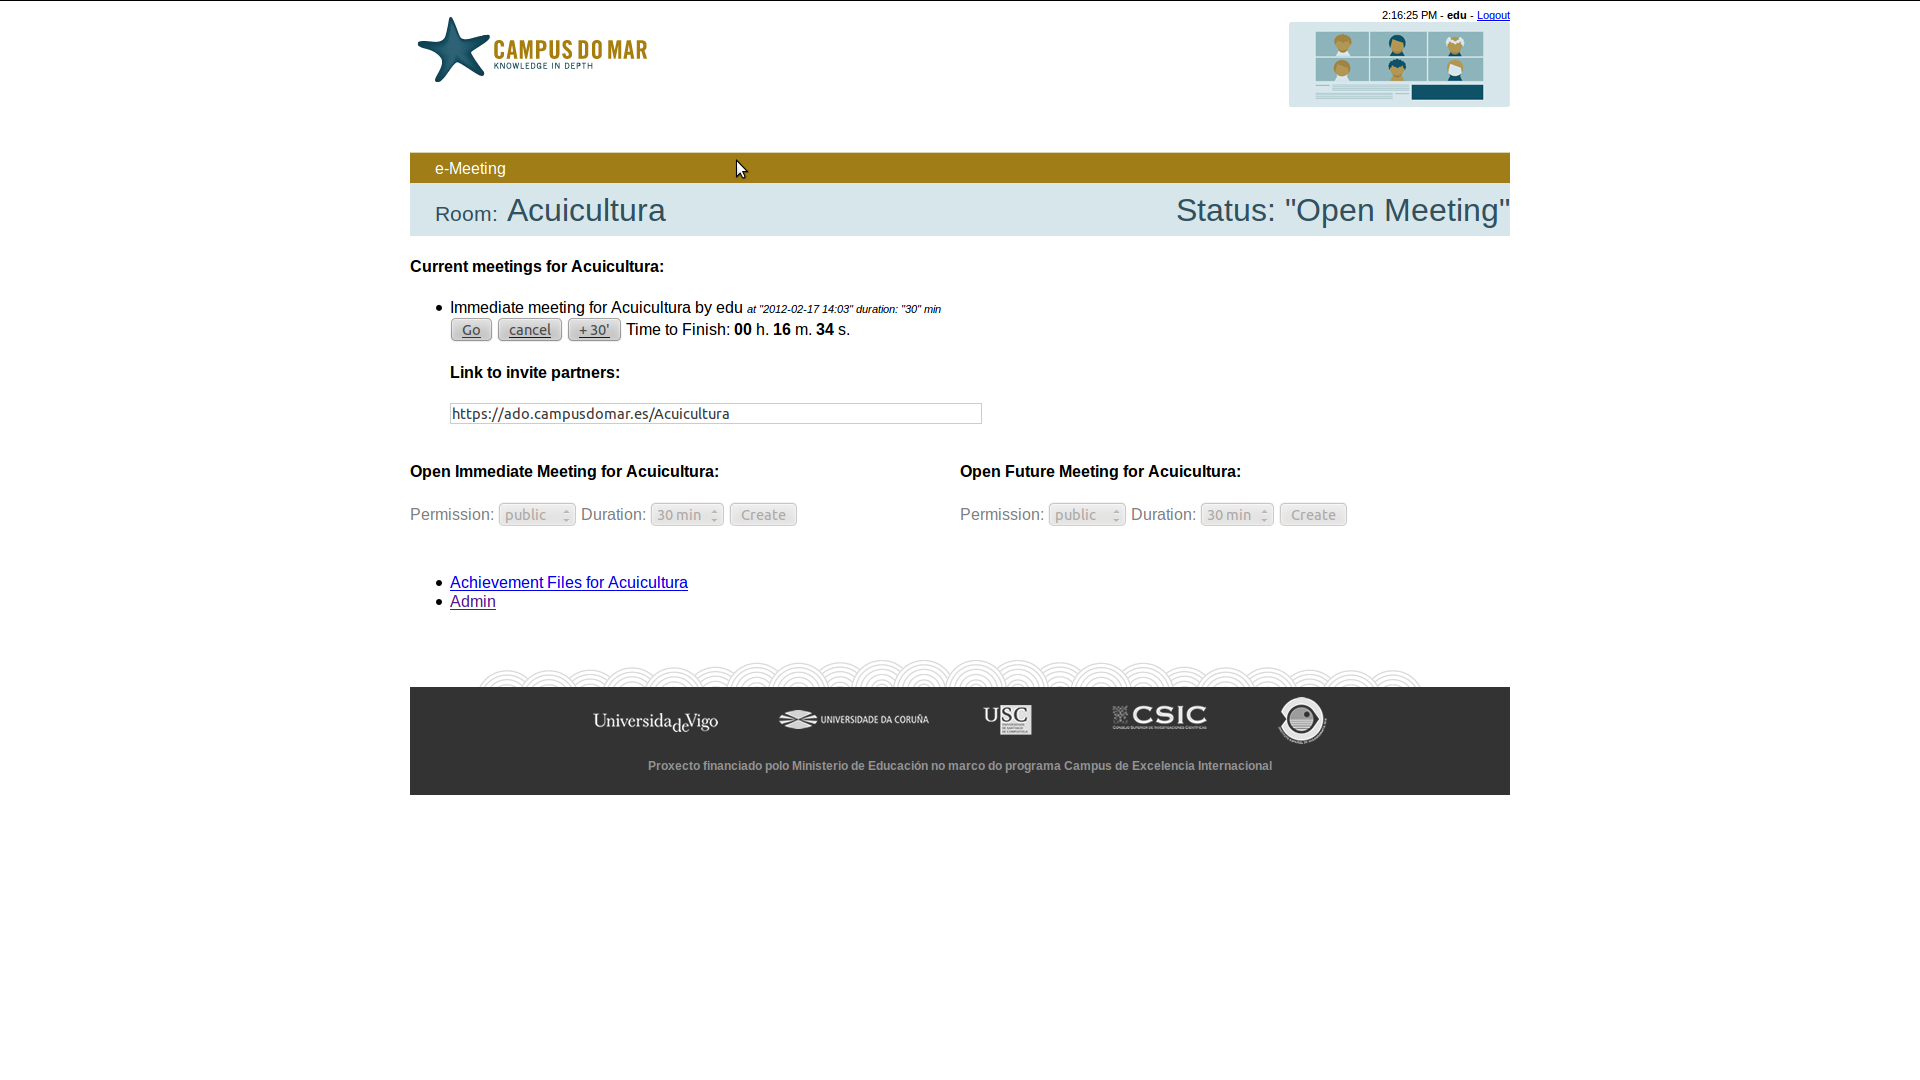 2:16:25 PM - edu - Logout
CAMPUS DO MAR
KNOWLEDGE IN DEPTH
e-Meeting
Room: Acuicultura Status: "Open Meeting"
Current meetings for Acuicultura:
Immediate meeting for Acuicultura by edu at "2012-02-17 14:03" duration: "30" min
Go cancel + 30' Time to Finish: 00 h. 16 m. 34 s.
Link to invite partners:
https://ado.campusdomar.es/Acuicultura
Open Immediate Meeting for Acuicultura: Open Future Meeting for Acuicultura:
Permission: public Duration: 30 min Create Permission: public Duration: 30 min Create
Achievement Files for Acuicultura
Admin
UniversidadeVigo UNIVERSIDADE DA CORUÑA USC CSIC
Proxecto financiado polo Ministerio de Educación no marco do programa Campus de Excelencia Internacional